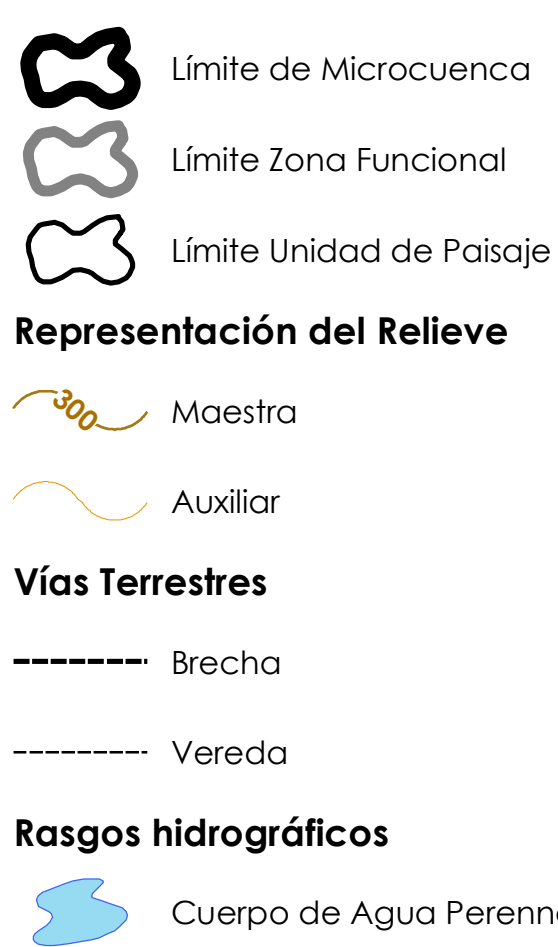 Límite de Microcuenca
Límite Zona Funcional
Límite Unidad de Paisaje
Representación del Relieve
300 Maestra
Auxiliar
Vías Terrestres
Brecha
Vereda
Rasgos hidrográficos
Cuerpo de Agua Perenne